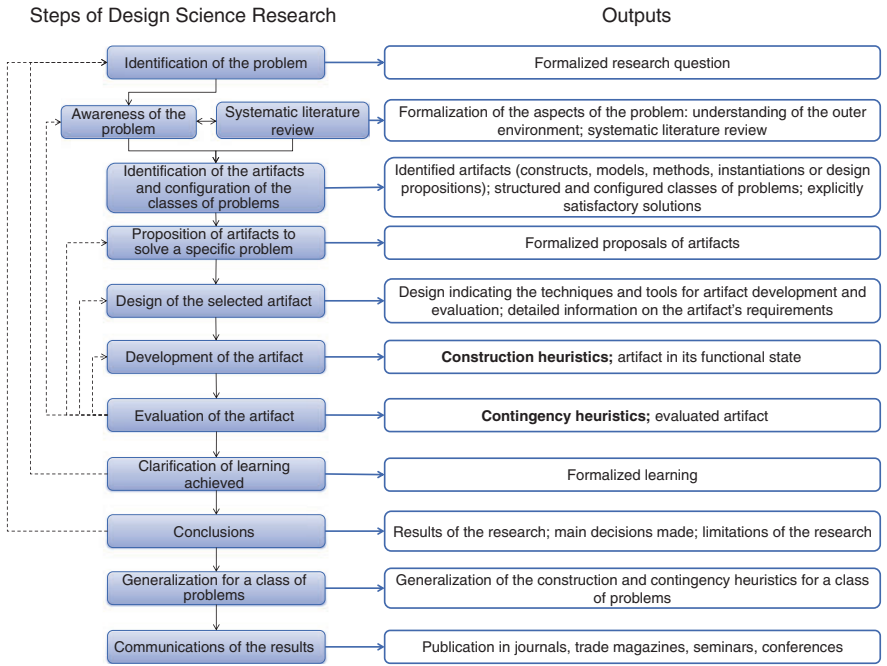 Steps of Design Science Research
Outputs
Identification of the problem
Formalized research question
Awareness of the
problem
Systematic literature
review
Formalization of the aspects of the problem: understanding of the outer
environment; systematic literature review
Identification of the artifacts
and configuration of the
classes of problems
Identified artifacts (constructs, models, methods, instantiations or design
propositions); structured and configured classes of problems; explicitly
satisfactory solutions
Proposition of artifacts to
solve a specific problem
Formalized proposals of artifacts
Design of the selected artifact
Design indicating the techniques and tools for artifact development and
evaluation; detailed information on the artifact's requirements
Development of the artifact
Construction heuristics; artifact in its functional state
Evaluation of the artifact
Contingency heuristics; evaluated artifact
Clarification of learning
achieved
Formalized learning
Conclusions
Results of the research; main decisions made; limitations of the research
Generalization for a class of
problems
Generalization of the construction and contingency heuristics for a class
of problems
Communications of the results
Publication in journals, trade magazines, seminars, conferences